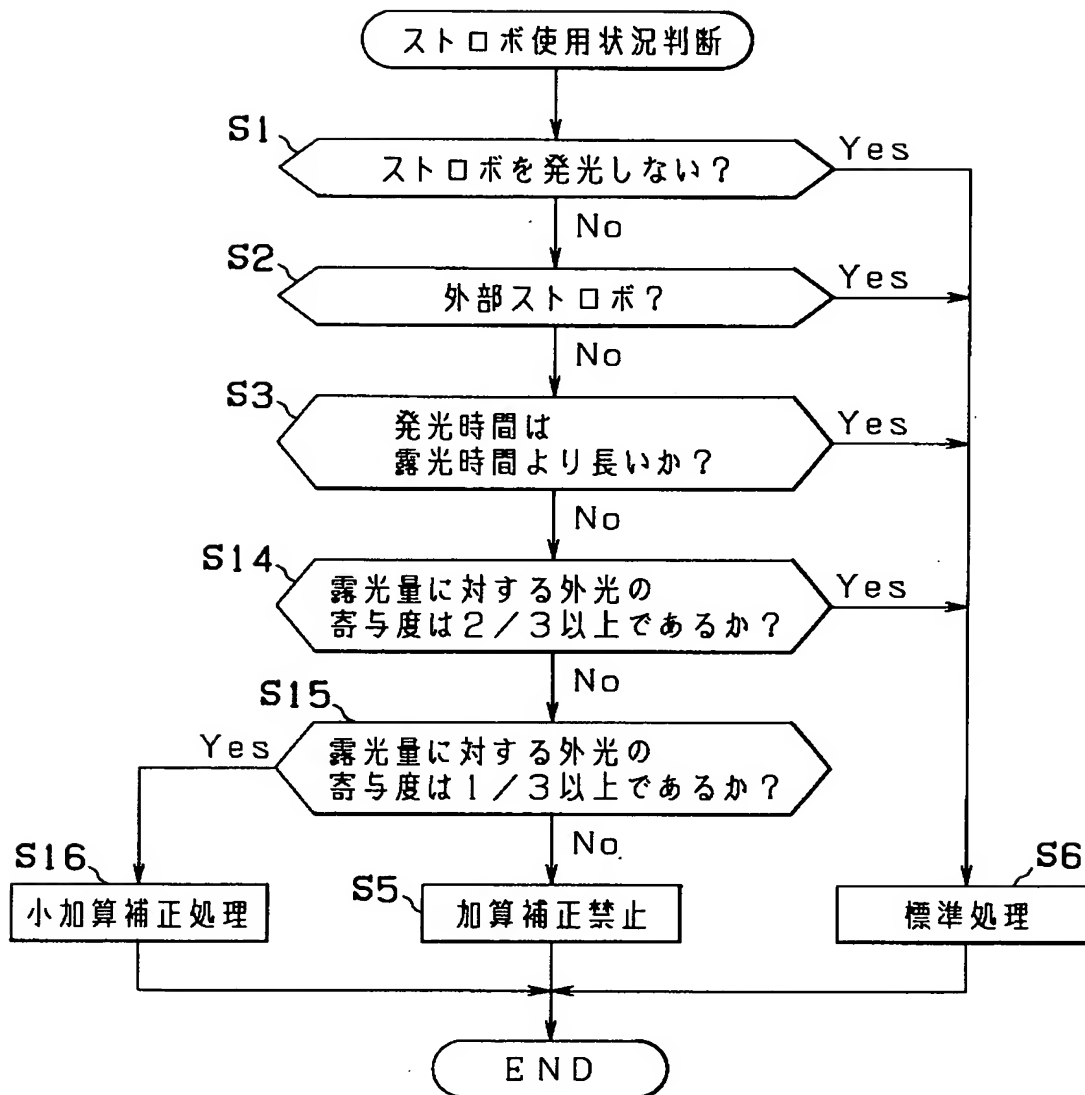 ストロボ使用状況判断
S1
ストロボを発光しない?
Yes
No
S2
外部ストロボ?
Yes
No
S3
発光時間は
露光時間より長いか?
Yes
No
S14
露光量に対する外光の
寄与度は2/3以上であるか?
Yes
No
S15
露光量に対する外光の
寄与度は1/3以上であるか?
Yes
No
S16
小加算補正処理
S5
加算補正禁止
S6
標準処理
END